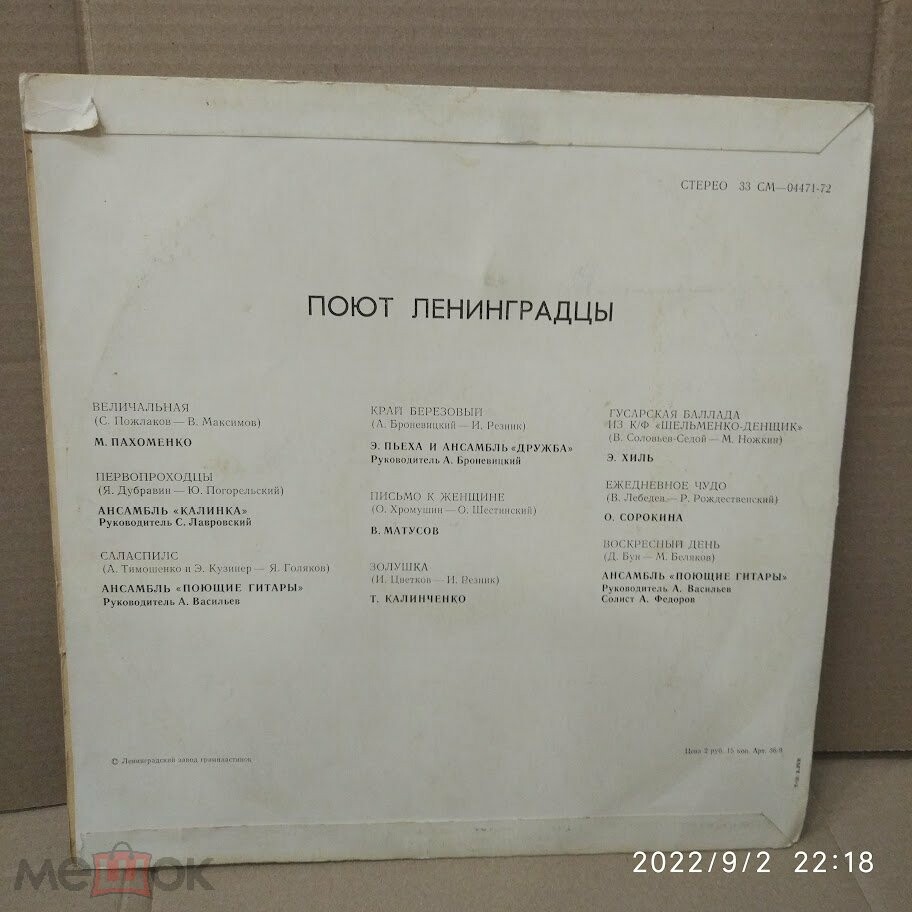 СТЕРЕО 33 СМ—04471-72
ПОЮТ ЛЕНИНГРАДЦЫ
ВЕЛИЧАЛЬНАЯ
(С. Пожлаков — В. Максимов)
М. ПАХОМЕНКО
ПЕРВОПРОХОДЦЫ
(Я. Дубравин — Ю. Погорельский)
АНСАМБЛЬ «КАЛИНКА»
Руководитель С. Лавровский
САЛАСПИЛС
(А. Тимошенко и Э. Кузинер — Я. Голяков)
АНСАМБЛЬ «ПОЮЩИЕ ГИТАРЫ»
Руководитель А. Васильев
КРАЙ БЕРЕЗОВЫЙ
(А. Броневицкий — И. Резник)
Э. ПЬЕХА И АНСАМБЛЬ «ДРУЖБА»
Руководитель А. Броневицкий
ПИСЬМО К ЖЕНЩИНЕ
(О. Хромушин — О. Шестинский)
В. МАТУСОВ
ЗОЛУШКА
(И. Цветков — И. Резник)
Т. КАЛИНЧЕНКО
ГУСАРСКАЯ БАЛЛАДА
ИЗ К/Ф «ШЕЛЬМЕНКО-ДЕНЩИК»
(В. Соловьев-Седой — М. Ножкин)
Э. ХИЛЬ
ЕЖЕДНЕВНОЕ ЧУДО
(В. Лебедев — Р. Рождественский)
О. СОРОКИНА
ВОСКРЕСНЫЙ ДЕНЬ
(Д. Бун — М. Беляков)
АНСАМБЛЬ «ПОЮЩИЕ ГИТАРЫ»
Руководитель А. Васильев
Солист А. Федоров
© Ленинградский завод грампластинок
Цена 2 руб. 15 коп. Арт.
мешок
2022/9/2 22:18